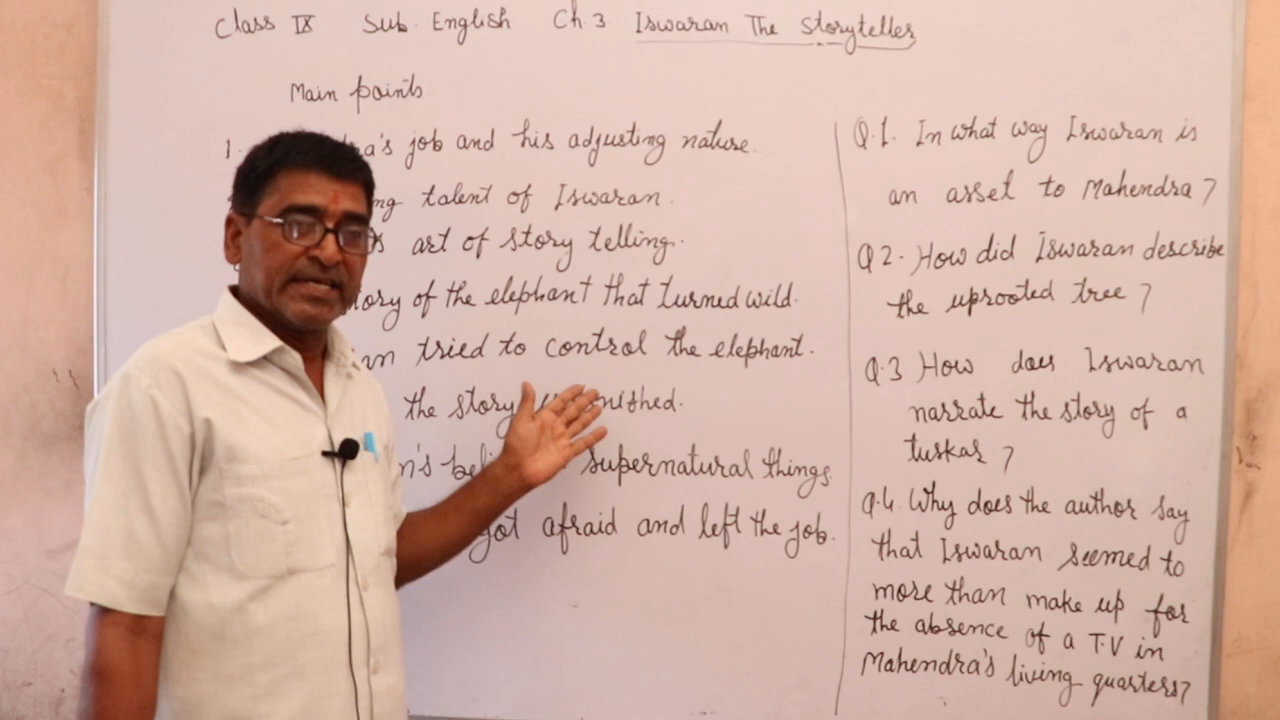 Class IX Sub. English Ch 3 Iswaran The Storyteller
Main points
1. job and his adjusting nature.
talent of Iswaran.
art of story telling.
of the elephant that turned wild.
tried to control the elephant.
the story
supernatural things.
got afraid and left the job.
Q.1. In what way Iswaran is
an asset to Mahendra?
Q 2. How did Iswaran describe
the uprooted tree?
Q.3 How does Iswaran
narrate the story of a
tuskar?
Q.4. Why does the author say
that Iswaran seemed to
more than make up for
the absence of a T.V in
Mahendra's living quarters?